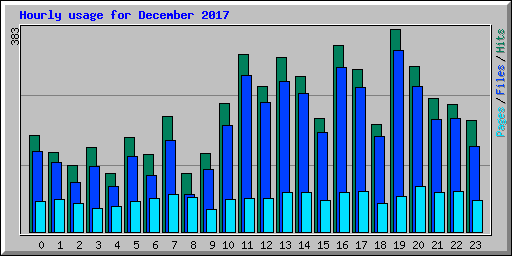 Hourly usage for December 2017
383
Pages / Files / Hits
0 1 2 3 4 5 6 7 8 9 10 11 12 13 14 15 16 17 18 19 20 21 22 23